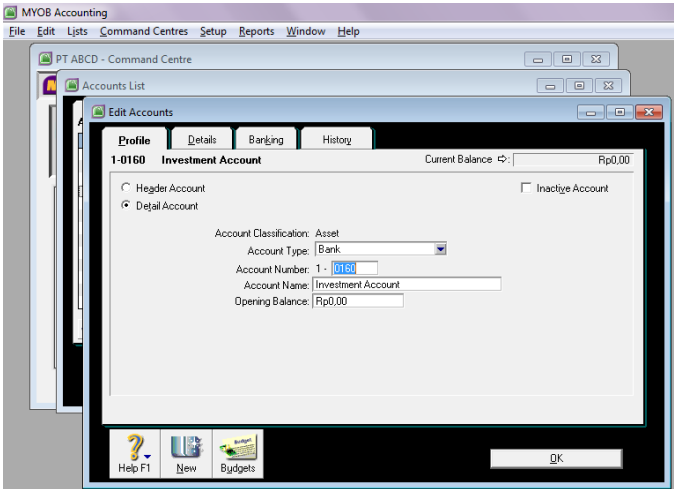 MYOB Accounting
File Edit Lists Command Centres Setup Reports Window Help
PT ABCD - Command Centre
Accounts List
Edit Accounts
Profile Details Banking History
1-0160 Investment Account Current Balance ⇨: Rp0,00
Header Account Inactive Account
Detail Account
Account Classification: Asset
Account Type: Bank
Account Number: 1 - 0160
Account Name: Investment Account
Opening Balance: Rp0,00
Budget
Help F1 New Budgets OK